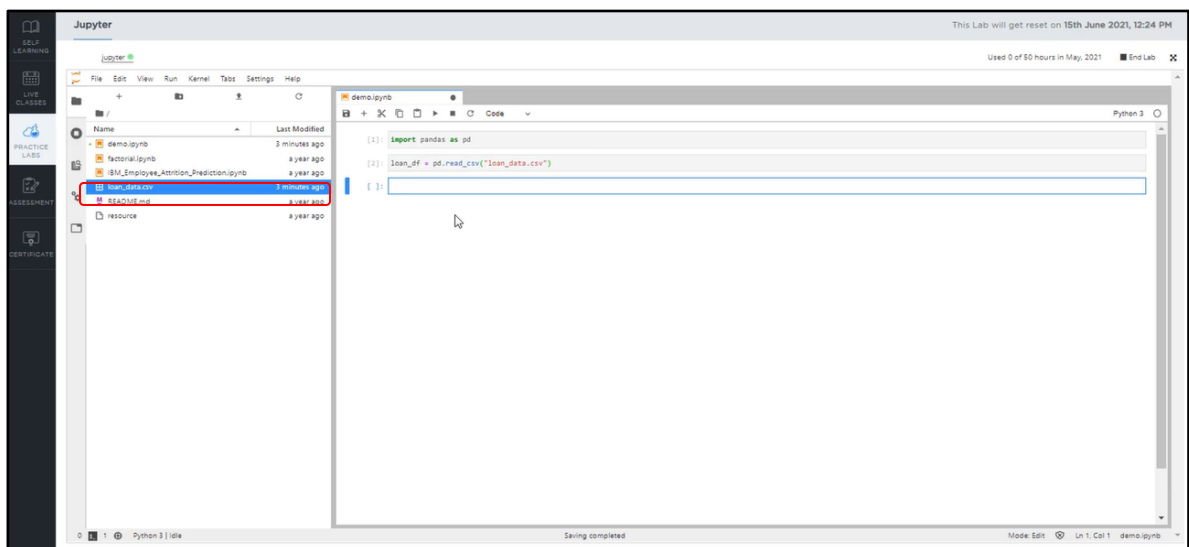 Jupyter
This Lab will get reset on 15th June 2021, 12:24 PM
SELF
LEARNING
LIVE
CLASSES
PRACTICE
LABS
ASSESSMENT
CERTIFICATE
jupyter
Used 0 of 50 hours in May, 2021 End Lab
File Edit View Run Kernel Tabs Settings Help
/
Name Last Modified
demo.ipynb 3 minutes ago
factorial.ipynb a year ago
IBM_Employee_Attrition_Prediction.ipynb a year ago
loan_data.csv 3 minutes ago
README.md a year ago
resource a year ago
demo.ipynb
Code Python 3
[1]: import pandas as pd
[2]: loan_df = pd.read_csv("loan_data.csv")
[ ]:
0 1 Python 3 | Idle Saving completed Mode: Edit Ln 1, Col 1 demo.ipynb